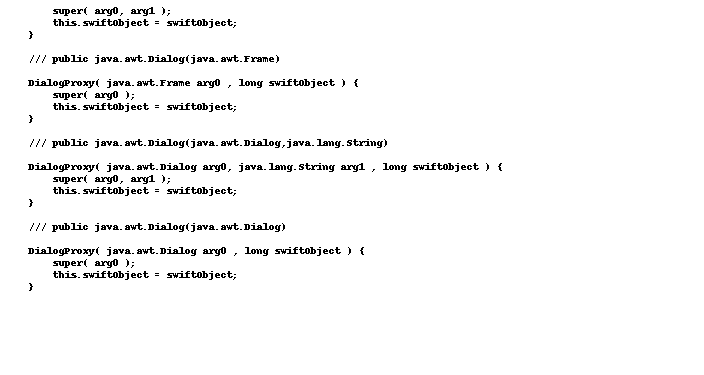 super( arg0, arg1 );
this.swiftObject = swiftObject;
}
/// public java.awt.Dialog(java.awt.Frame)
DialogProxy( java.awt.Frame arg0 , long swiftObject ) {
super( arg0 );
this.swiftObject = swiftObject;
}
/// public java.awt.Dialog(java.awt.Dialog,java.lang.String)
DialogProxy( java.awt.Dialog arg0, java.lang.String arg1 , long swiftObject ) {
super( arg0, arg1 );
this.swiftObject = swiftObject;
}
/// public java.awt.Dialog(java.awt.Dialog)
DialogProxy( java.awt.Dialog arg0 , long swiftObject ) {
super( arg0 );
this.swiftObject = swiftObject;
}